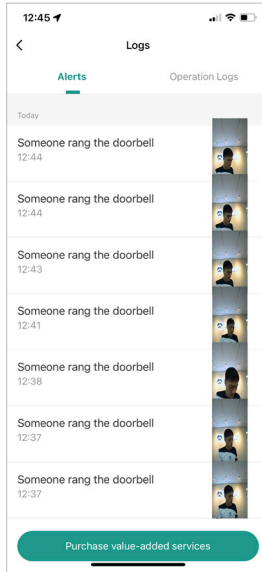 12:45
Logs
Alerts
Operation Logs
Today
Someone rang the doorbell
12:44
Someone rang the doorbell
12:44
Someone rang the doorbell
12:43
Someone rang the doorbell
12:41
Someone rang the doorbell
12:38
Someone rang the doorbell
12:37
Someone rang the doorbell
12:37
Purchase value-added services